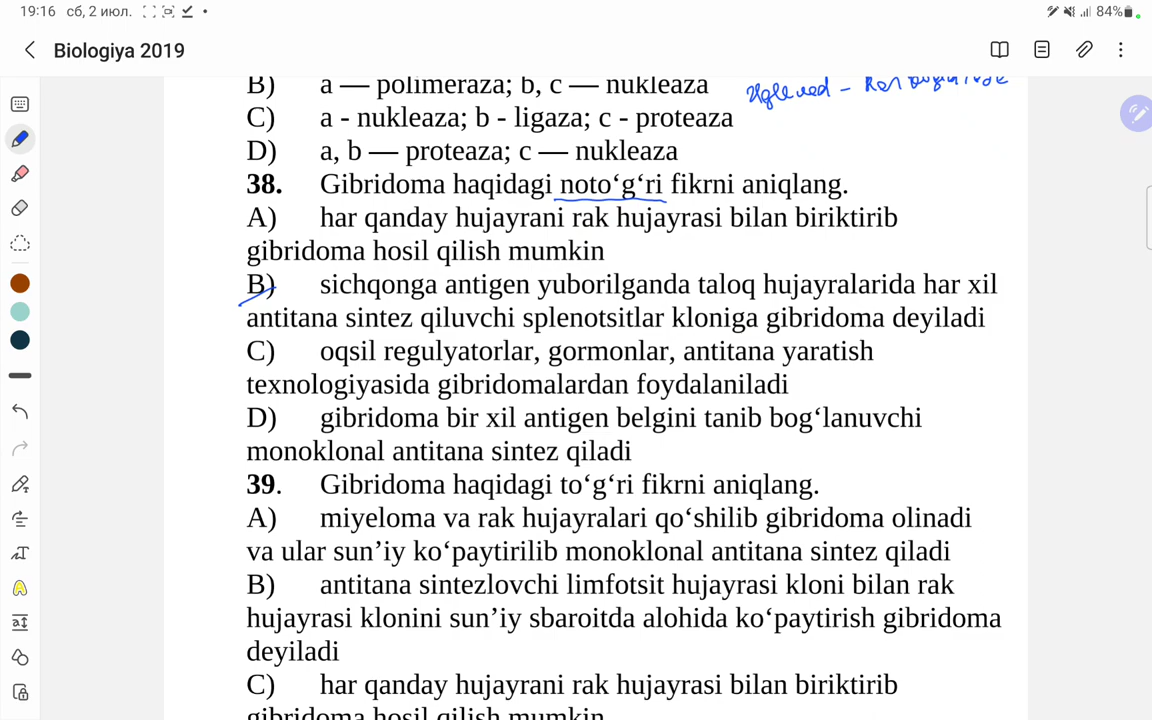 19:16 сб, 2 июл.
84%
Biologiya 2019
B) a — polimeraza; b, c — nukleaza
C) a - nukleaza; b - ligaza; c - proteaza
D) a, b — proteaza; c — nukleaza
38. Gibridoma haqidagi noto‘g‘ri fikrni aniqlang.
A) har qanday hujayrani rak hujayrasi bilan biriktirib
gibridoma hosil qilish mumkin
B) sichqonga antigen yuborilganda taloq hujayralarida har xil
antitana sintez qiluvchi splenotsitlar kloniga gibridoma deyiladi
C) oqsil regulyatorlar, gormonlar, antitana yaratish
texnologiyasida gibridomalardan foydalaniladi
D) gibridoma bir xil antigen belgini tanib bog‘lanuvchi
monoklonal antitana sintez qiladi
39. Gibridoma haqidagi to‘g‘ri fikrni aniqlang.
A) miyeloma va rak hujayralari qo‘shilib gibridoma olinadi
va ular sun’iy ko‘paytirilib monoklonal antitana sintez qiladi
B) antitana sintezlovchi limfotsit hujayrasi kloni bilan rak
hujayrasi klonini sun’iy sbaroitda alohida ko‘paytirish gibridoma
deyiladi
C) har qanday hujayrani rak hujayrasi bilan biriktirib
gibridoma hosil qilish mumkin